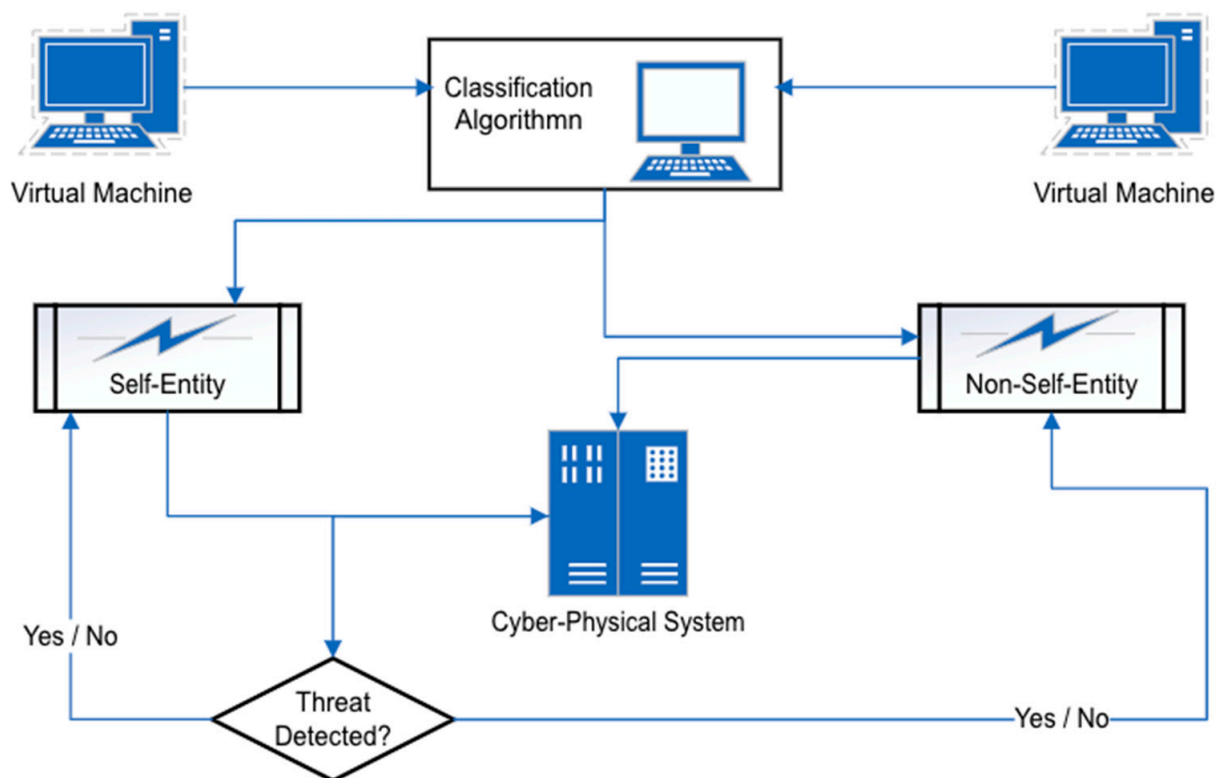 Classification
Algorithmn
Virtual Machine
Virtual Machine
Self-Entity
Non-Self-Entity
Cyber-Physical System
Yes / No
Threat
Detected?
Yes / No